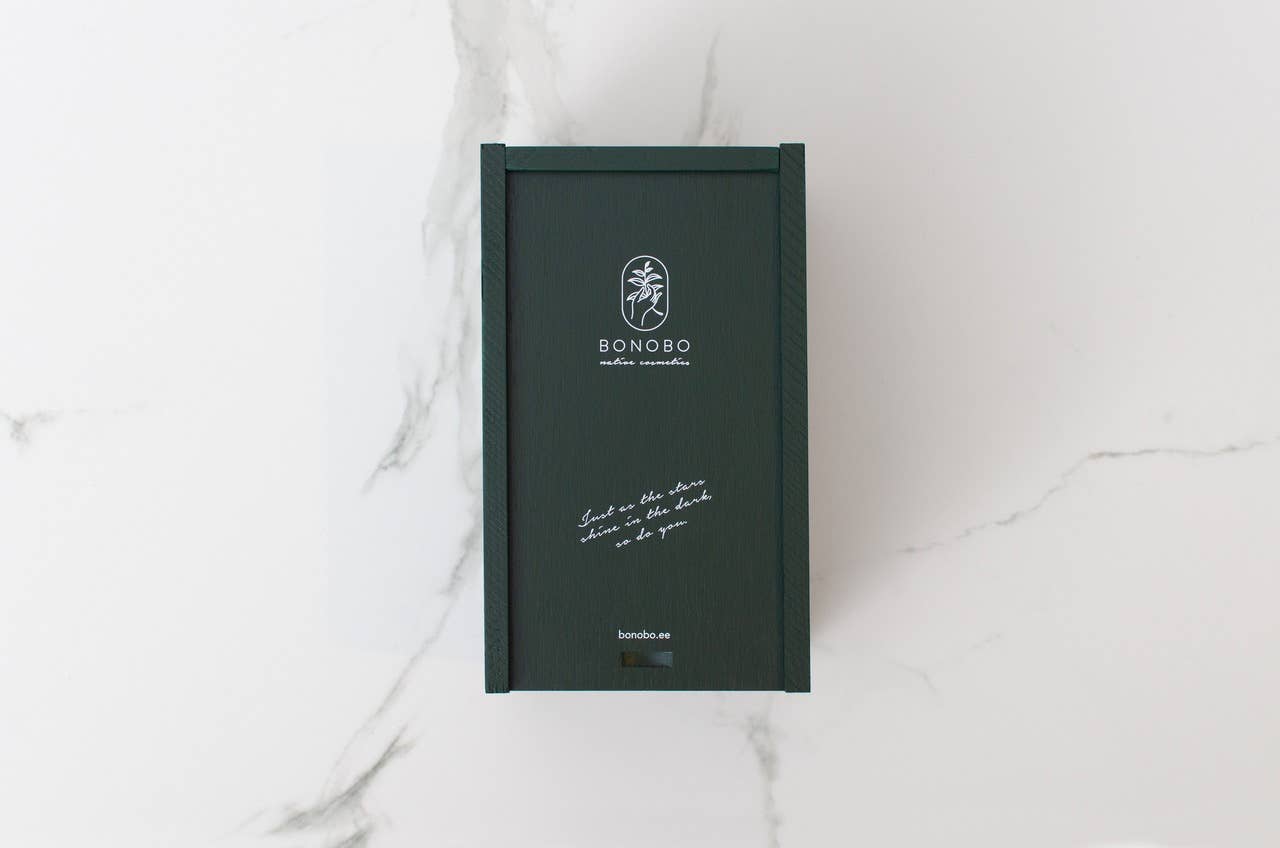 BONOBO
native cosmetics
Just as the stars
shine in the dark,
so do you.
bonobo.ee